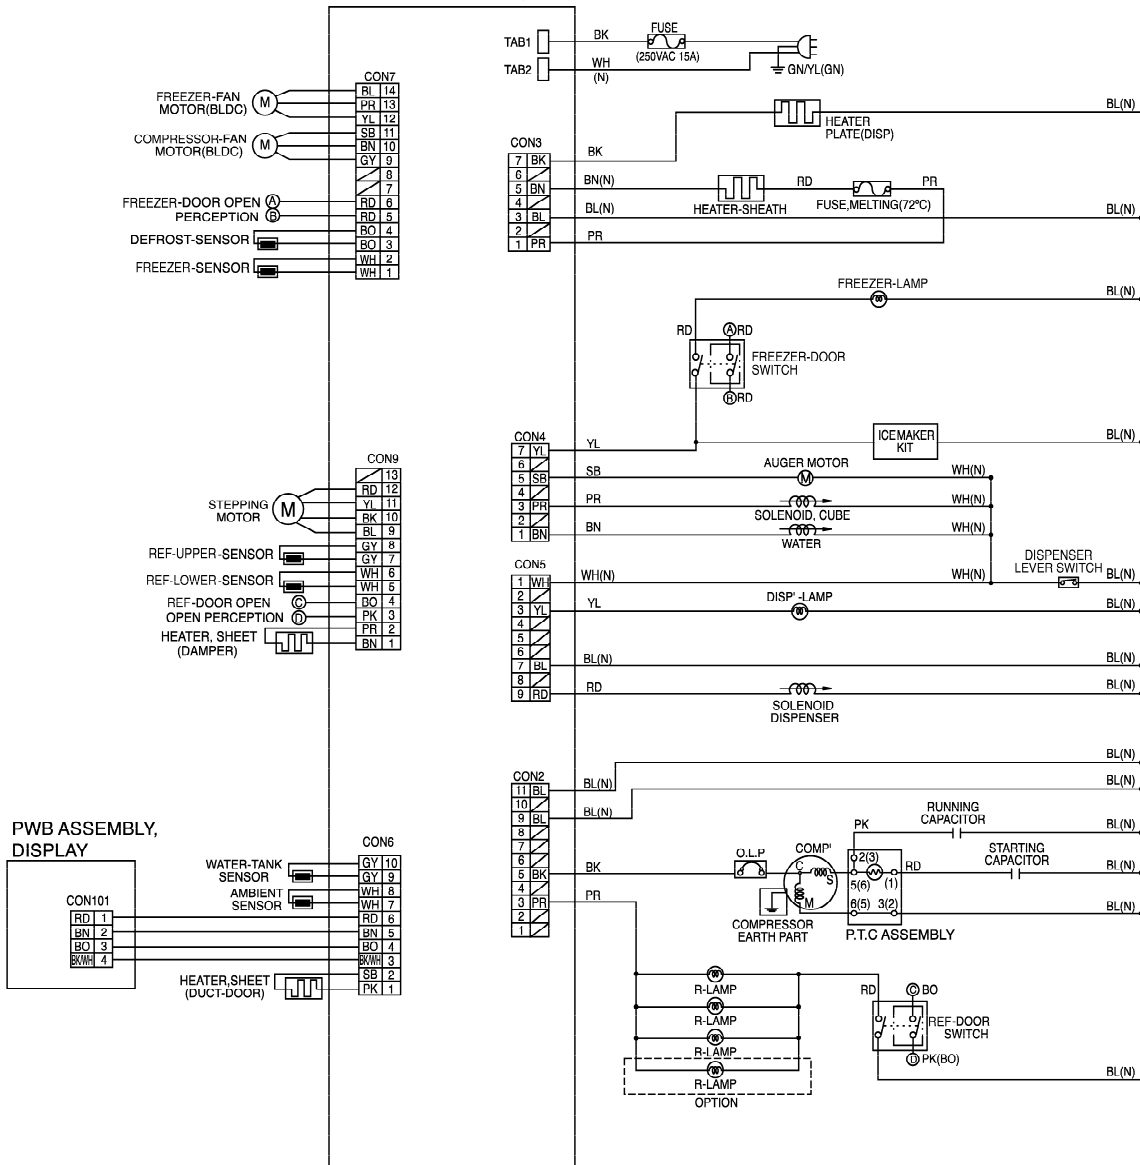 FUSE
TAB1
BK
(250VAC 15A)
TAB2
WH
(N)
GN/YL(GN)
CON7
BL 14
PR 13
YL 12
SB 11
BN 10
GY 9
8
7
RD 6
RD 5
BO 4
BO 3
WH 2
WH 1
FREEZER-FAN
MOTOR(BLDC)
M
COMPRESSOR-FAN
MOTOR(BLDC)
M
FREEZER-DOOR OPEN A
PERCEPTION B
DEFROST-SENSOR
FREEZER-SENSOR
BL(N)
HEATER
PLATE(DISP)
CON3
BK
7 BK
6
5 BN
4
3 BL
2
1 PR
BN(N)
RD
PR
HEATER-SHEATH
FUSE,MELTING(72°C)
BL(N)
BL(N)
PR
FREEZER-LAMP
BL(N)
RD
A RD
FREEZER-DOOR
SWITCH
B RD
CON4
7 YL
6
5 SB
4
3 PR
2
1 BN
YL
ICEMAKER
KIT
BL(N)
SB
AUGER MOTOR
M
WH(N)
PR
SOLENOID, CUBE
WH(N)
BN
WATER
WH(N)
CON9
13
RD 12
YL 11
BK 10
BL 9
GY 8
GY 7
WH 6
WH 5
BO 4
PK 3
PR 2
BN 1
STEPPING
MOTOR
M
REF-UPPER-SENSOR
REF-LOWER-SENSOR
REF-DOOR OPEN C
OPEN PERCEPTION D
HEATER, SHEET
(DAMPER)
CON5
1 WH
2
3 YL
4
5
6
7 BL
8
9 RD
DISPENSER
LEVER SWITCH
WH(N)
WH(N)
BL(N)
YL
DISP'-LAMP
BL(N)
BL(N)
BL(N)
RD
SOLENOID
DISPENSER
BL(N)
CON2
11 BL
10
9 BL
8
7
6
5 BK
4
3 PR
2
1
BL(N)
BL(N)
BL(N)
BL(N)
RUNNING
CAPACITOR
PK
BL(N)
STARTING
CAPACITOR
BK
O.L.P
COMP'
C
S
M
2(3)
5(6)
(1)
6(5)
3(2)
RD
BL(N)
BL(N)
COMPRESSOR
EARTH PART
P.T.C ASSEMBLY
PR
R-LAMP
R-LAMP
R-LAMP
R-LAMP
OPTION
RD
C BO
REF-DOOR
SWITCH
D PK(BO)
BL(N)
PWB ASSEMBLY,
DISPLAY
CON101
RD 1
BN 2
BO 3
BK/WH 4
CON6
GY 10
GY 9
WH 8
WH 7
RD 6
BN 5
BO 4
BK/WH 3
SB 2
PK 1
WATER-TANK
SENSOR
AMBIENT
SENSOR
HEATER,SHEET
(DUCT-DOOR)